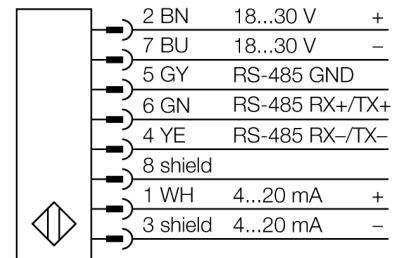 2 BN 18...30 V +
7 BU 18...30 V –
5 GY RS-485 GND
6 GN RS-485 RX+/TX+
4 YE RS-485 RX–/TX–
8 shield
1 WH 4...20 mA +
3 shield 4...20 mA –